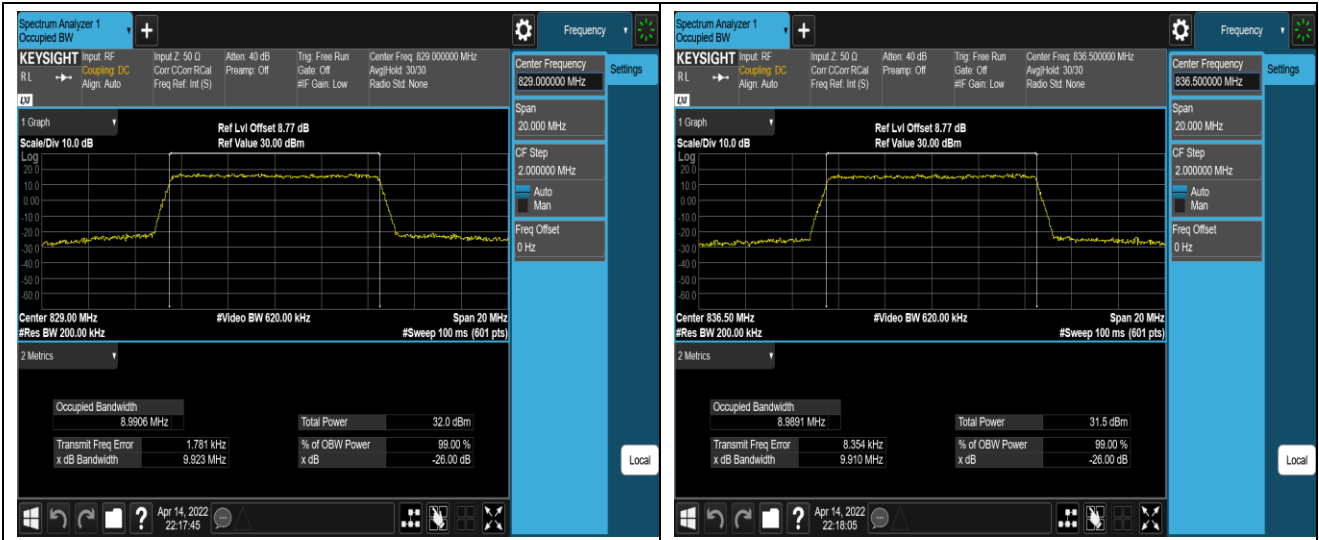 Spectrum Analyzer 1
Occupied BW
+
Frequency
KEYSIGHT Input: RF Input Z: 50 Ω Atten: 40 dB Trig: Free Run Center Freq: 829.000000 MHz
R L Coupling: DC Corr CCorr RCal Preamp: Off Gate: Off Avg|Hold: 30/30
Align: Auto Freq Ref: Int (S) #IF Gain: Low Radio Std: None
LXI
Center Frequency
829.000000 MHz
Settings
Span
20.000 MHz
CF Step
2.000000 MHz
Auto
Man
Freq Offset
0 Hz
Local
1 Graph
Ref Lvl Offset 8.77 dB
Scale/Div 10.0 dB Ref Value 30.00 dBm
Log
20.0
10.0
0.00
-10.0
-20.0
-30.0
-40.0
-50.0
-60.0
Center 829.00 MHz #Video BW 620.00 kHz Span 20 MHz
#Res BW 200.00 kHz #Sweep 100 ms (601 pts)
2 Metrics
Occupied Bandwidth
8.9906 MHz Total Power 32.0 dBm
Transmit Freq Error 1.781 kHz % of OBW Power 99.00 %
x dB Bandwidth 9.923 MHz x dB -26.00 dB
? Apr 14, 2022
22:17:45
Spectrum Analyzer 1
Occupied BW
+
Frequency
KEYSIGHT Input: RF Input Z: 50 Ω Atten: 40 dB Trig: Free Run Center Freq: 836.500000 MHz
R L Coupling: DC Corr CCorr RCal Preamp: Off Gate: Off Avg|Hold: 30/30
Align: Auto Freq Ref: Int (S) #IF Gain: Low Radio Std: None
LXI
Center Frequency
836.500000 MHz
Settings
Span
20.000 MHz
CF Step
2.000000 MHz
Auto
Man
Freq Offset
0 Hz
Local
1 Graph
Ref Lvl Offset 8.77 dB
Scale/Div 10.0 dB Ref Value 30.00 dBm
Log
20.0
10.0
0.00
-10.0
-20.0
-30.0
-40.0
-50.0
-60.0
Center 836.50 MHz #Video BW 620.00 kHz Span 20 MHz
#Res BW 200.00 kHz #Sweep 100 ms (601 pts)
2 Metrics
Occupied Bandwidth
8.9891 MHz Total Power 31.5 dBm
Transmit Freq Error 8.354 kHz % of OBW Power 99.00 %
x dB Bandwidth 9.910 MHz x dB -26.00 dB
? Apr 14, 2022
22:18:05